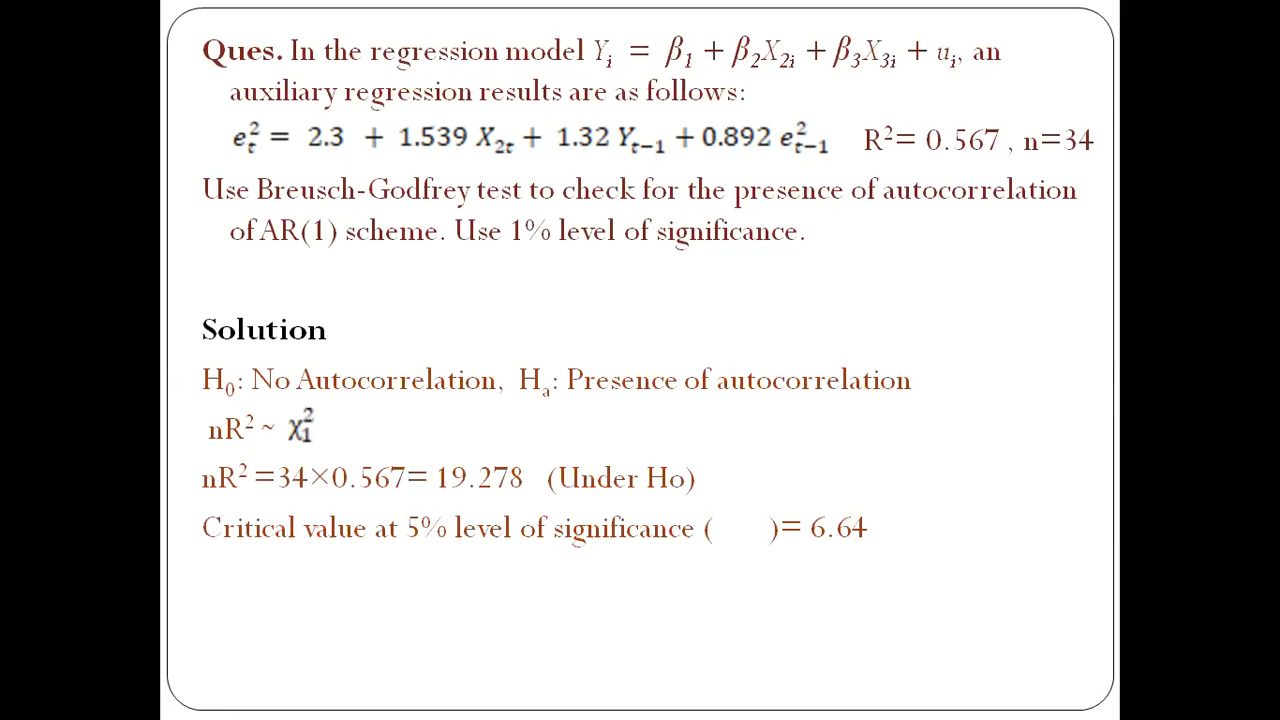 Ques. In the regression model Yᵢ = β₁ + β₂X₂ᵢ + β₃X₃ᵢ + uᵢ, an
auxiliary regression results are as follows:
eₜ² = 2.3 + 1.539 X₂ₜ + 1.32 Yₜ₋₁ + 0.892 eₜ₋₁² R²= 0.567 , n=34
Use Breusch-Godfrey test to check for the presence of autocorrelation
of AR(1) scheme. Use 1% level of significance.
Solution
H₀: No Autocorrelation, Hₐ: Presence of autocorrelation
nR² ~ χ₁²
nR² =34×0.567= 19.278 (Under Ho)
Critical value at 5% level of significance ( )= 6.64